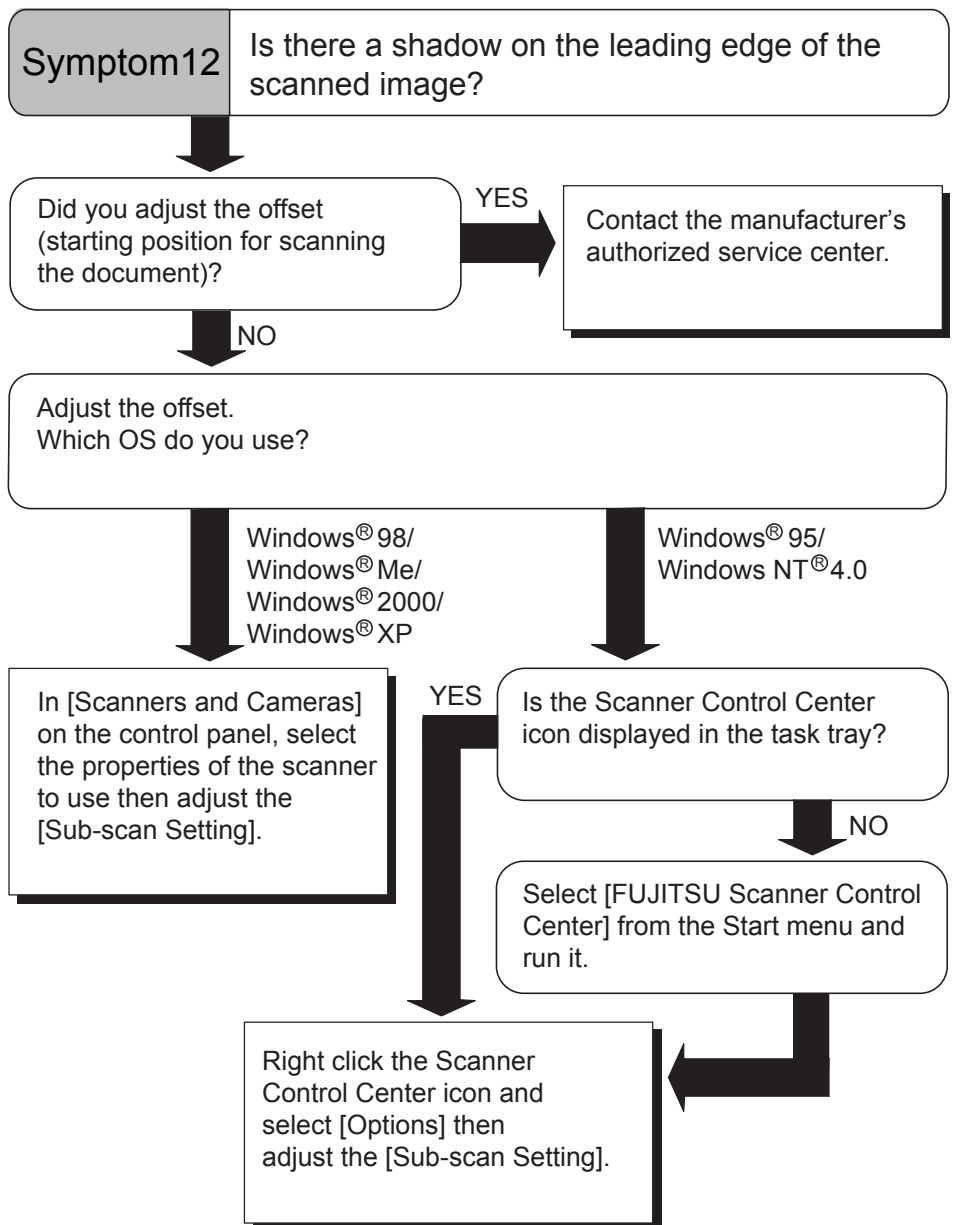 Symptom12
Is there a shadow on the leading edge of the
scanned image?
Did you adjust the offset
(starting position for scanning
the document)?
YES
Contact the manufacturer's
authorized service center.
NO
Adjust the offset.
Which OS do you use?
Windows® 98/
Windows® Me/
Windows® 2000/
Windows® XP
Windows® 95/
Windows NT®4.0
In [Scanners and Cameras]
on the control panel, select
the properties of the scanner
to use then adjust the
[Sub-scan Setting].
YES
Is the Scanner Control Center
icon displayed in the task tray?
NO
Select [FUJITSU Scanner Control
Center] from the Start menu and
run it.
Right click the Scanner
Control Center icon and
select [Options] then
adjust the [Sub-scan Setting].